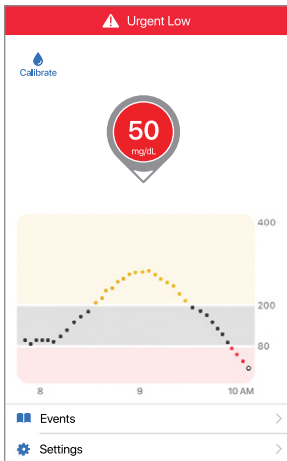 Urgent Low
Calibrate
50
mg/dL
400
200
80
8 9 10 AM
Events
Settings